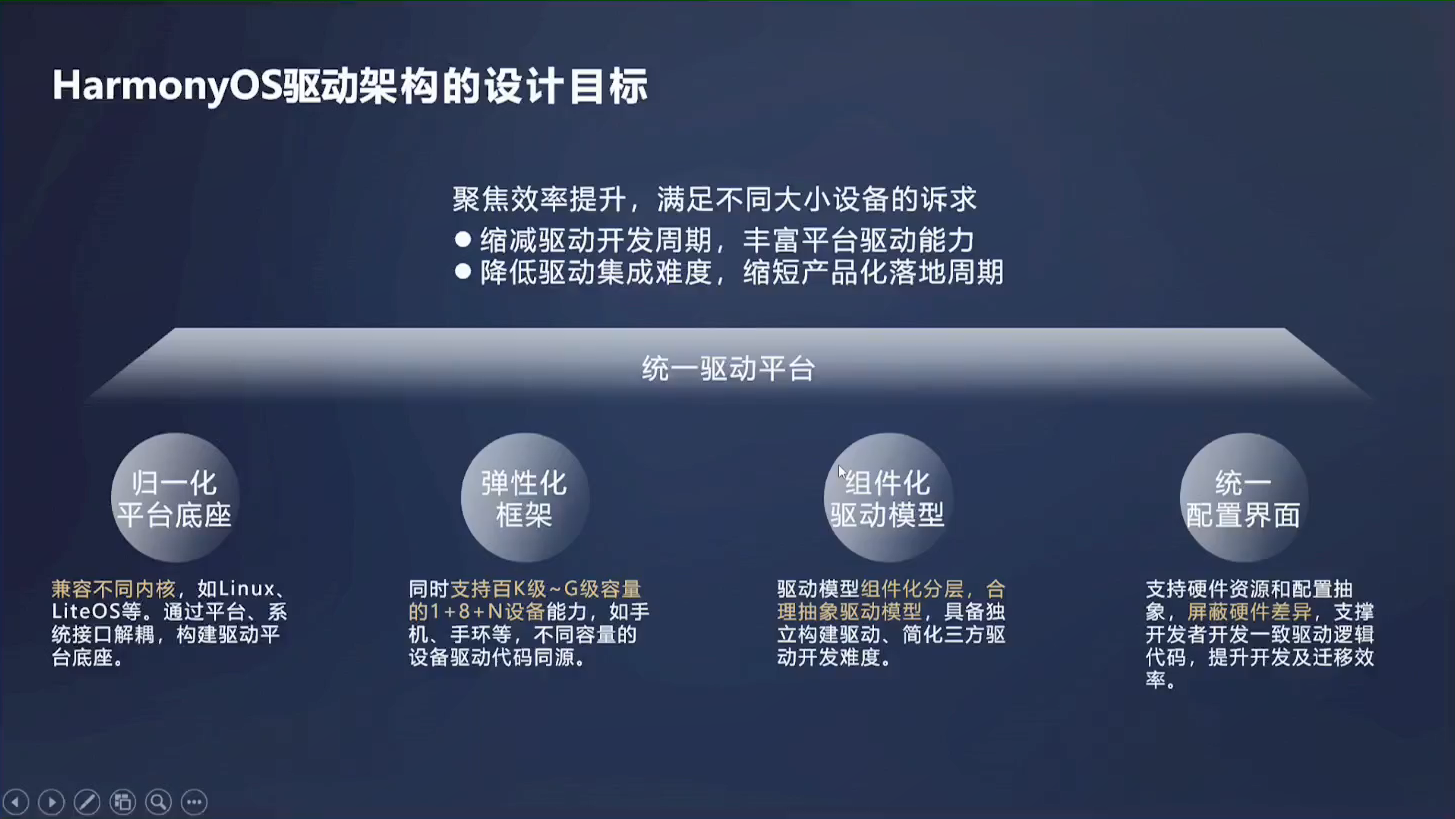 HarmonyOS驱动架构的设计目标
聚焦效率提升，满足不同大小设备的诉求
● 缩减驱动开发周期，丰富平台驱动能力
● 降低驱动集成难度，缩短产品化落地周期
统一驱动平台
归一化
平台底座
兼容不同内核，如Linux、
LiteOS等。通过平台、系
统接口解耦，构建驱动平
台底座。
弹性化
框架
同时支持百K级~G级容量
的1+8+N设备能力，如手
机、手环等，不同容量的
设备驱动代码同源。
组件化
驱动模型
驱动模型组件化分层，合
理抽象驱动模型，具备独
立构建驱动、简化三方驱
动开发难度。
统一
配置界面
支持硬件资源和配置抽
象，屏蔽硬件差异，支撑
开发者开发一致驱动逻辑
代码，提升开发及迁移效
率。